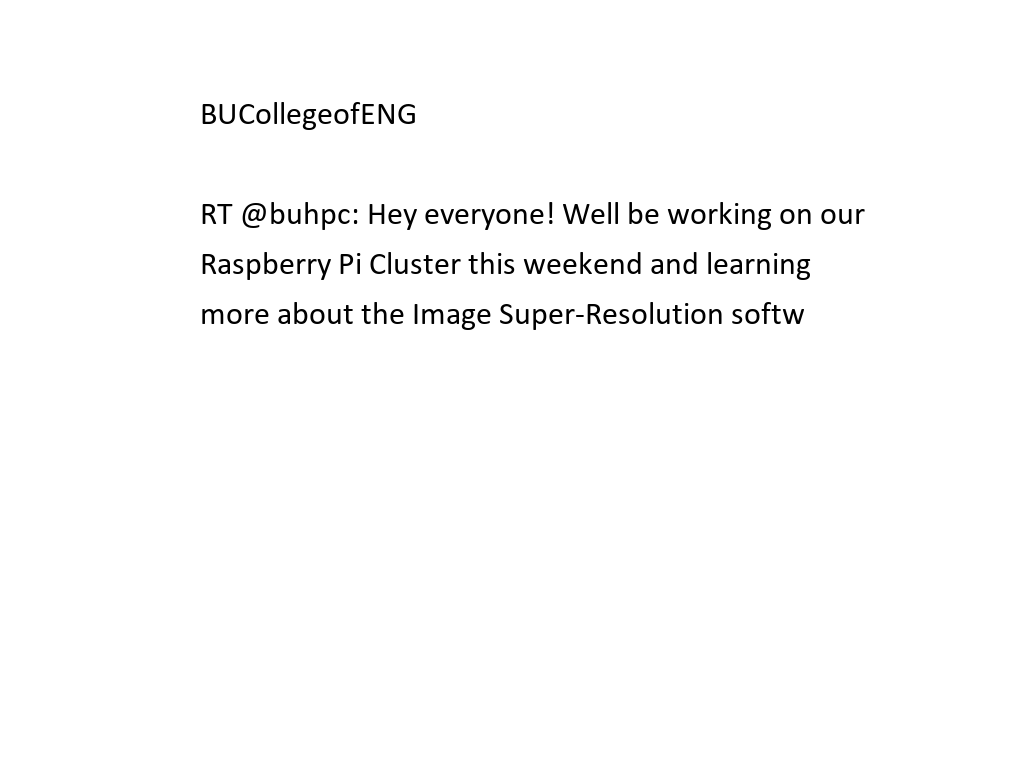 BUCollegeofENG
RT @buhpc: Hey everyone! Well be working on our
Raspberry Pi Cluster this weekend and learning
more about the Image Super-Resolution softw